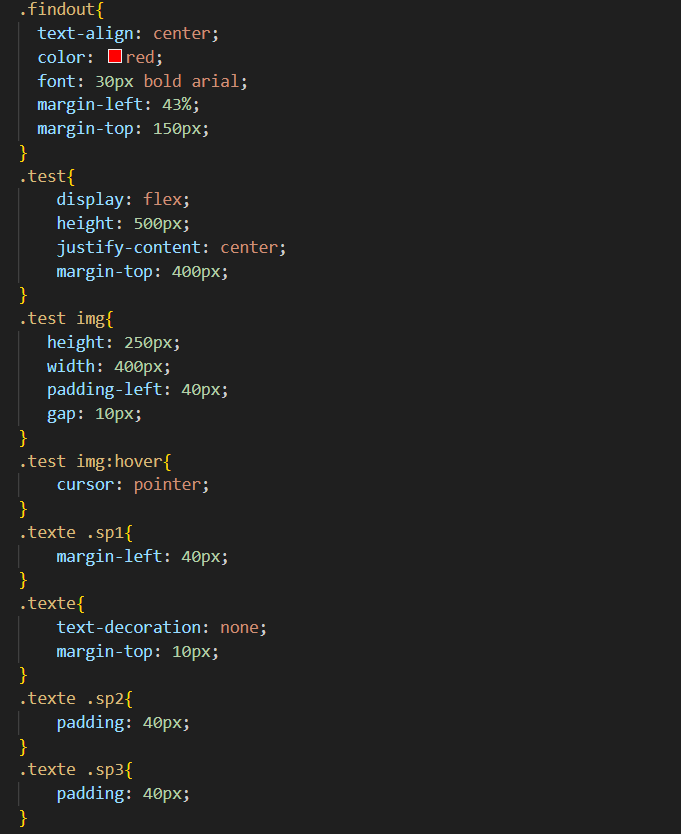 .findout{
text-align: center;
color: red;
font: 30px bold arial;
margin-left: 43%;
margin-top: 150px;
}
.test{
display: flex;
height: 500px;
justify-content: center;
margin-top: 400px;
}
.test img{
height: 250px;
width: 400px;
padding-left: 40px;
gap: 10px;
}
.test img:hover{
cursor: pointer;
}
.texte .sp1{
margin-left: 40px;
}
.texte{
text-decoration: none;
margin-top: 10px;
}
.texte .sp2{
padding: 40px;
}
.texte .sp3{
padding: 40px;
}